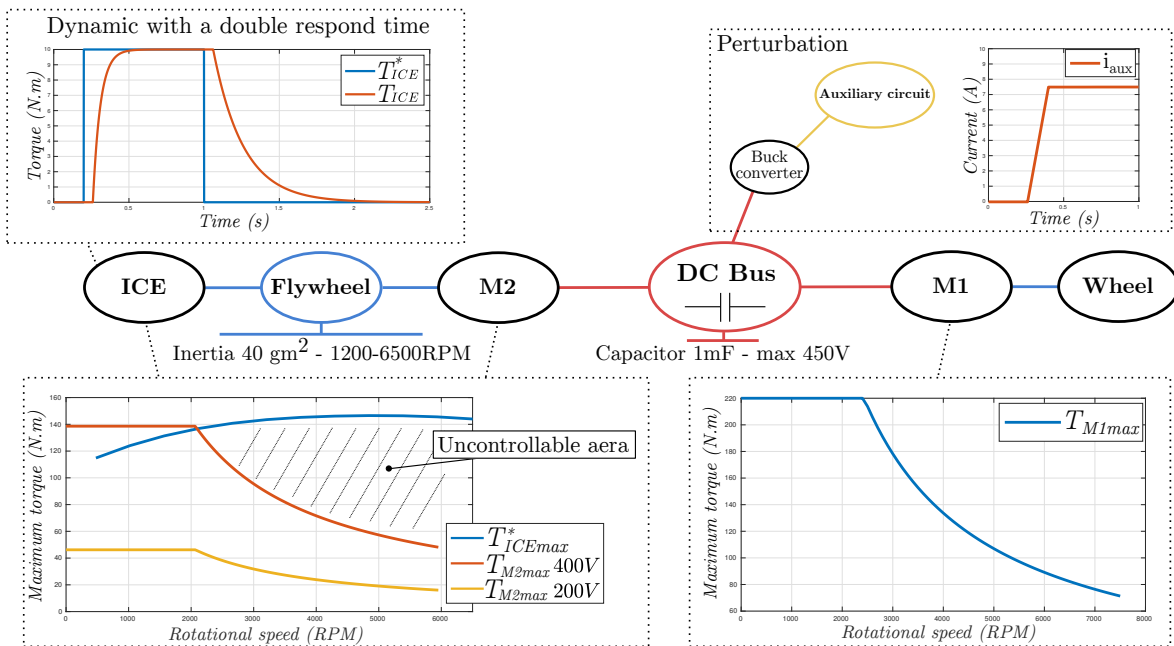 Dynamic with a double respond time
Torque (N.m)
10
9
8
7
6
5
4
3
2
1
0
0 0.5 1 1.5 2 2.5
Time (s)
T*ICE
TICE
Perturbation
Auxiliary circuit
Buck
converter
Current (A)
10
9
8
7
6
5
4
3
2
1
0
0 0.5 1
Time (s)
iaux
ICE
Flywheel
M2
DC Bus
M1
Wheel
Inertia 40 gm2 - 1200-6500RPM
Capacitor 1mF - max 450V
Maximum torque (N.m)
160
140
120
100
80
60
40
20
0
0 1000 2000 3000 4000 5000 6000
Rotational speed (RPM)
Uncontrollable aera
T*ICEmax
TM2max 400V
TM2max 200V
Maximum torque (N.m)
220
200
180
160
140
120
100
80
60
0 1000 2000 3000 4000 5000 6000 7000 8000
Rotational speed (RPM)
TM1max